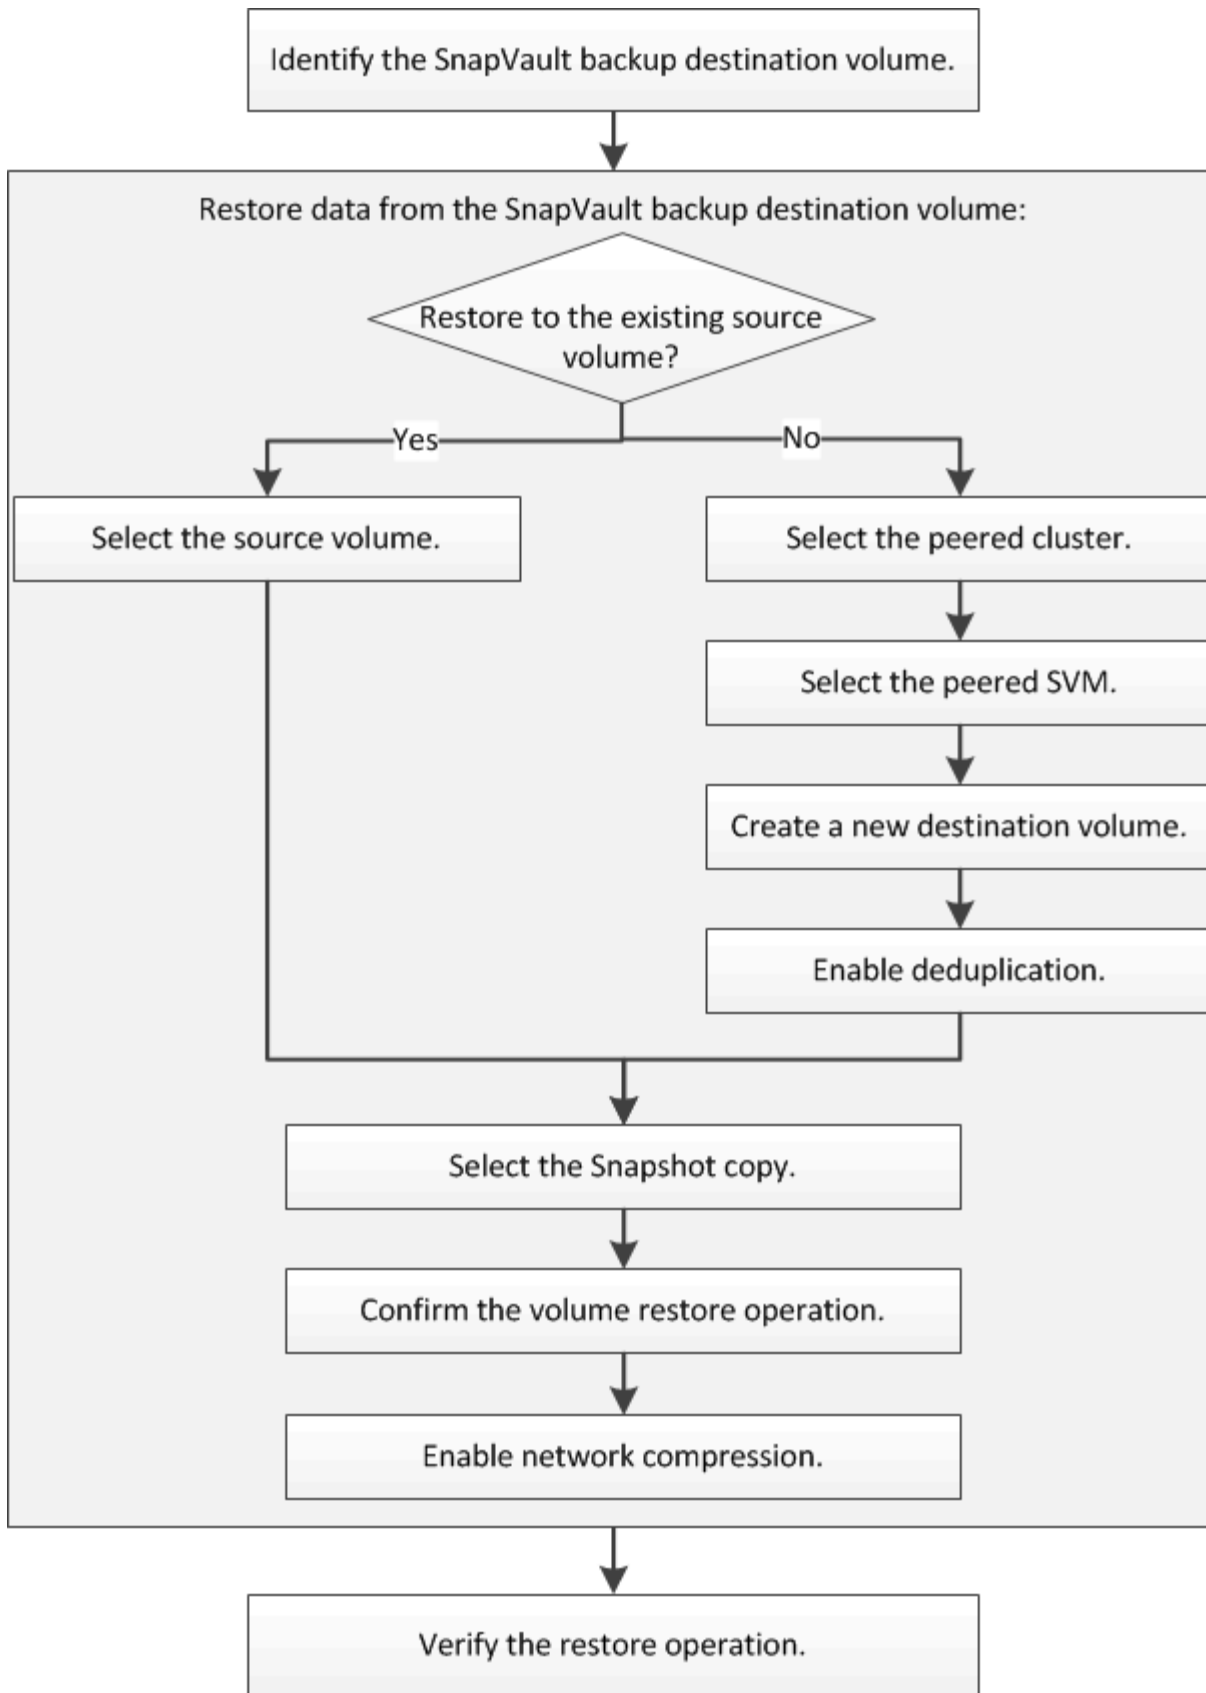 Identify the SnapVault backup destination volume.
Restore data from the SnapVault backup destination volume:
Restore to the existing source
volume?
Yes
No
Select the source volume.
Select the peered cluster.
Select the peered SVM.
Create a new destination volume.
Enable deduplication.
Select the Snapshot copy.
Confirm the volume restore operation.
Enable network compression.
Verify the restore operation.